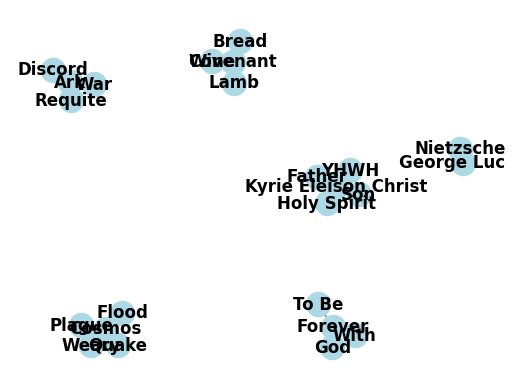 Bread
Wine
Covenant
Lamb
Discord
Ark
War
Requite
Nietzsche
George Luc
YHWH
Father
Kyrie Eleison
Christ
Son
Holy Spirit
To Be
Forever
With
God
Flood
Plague
Cosmos
Weary
Quake